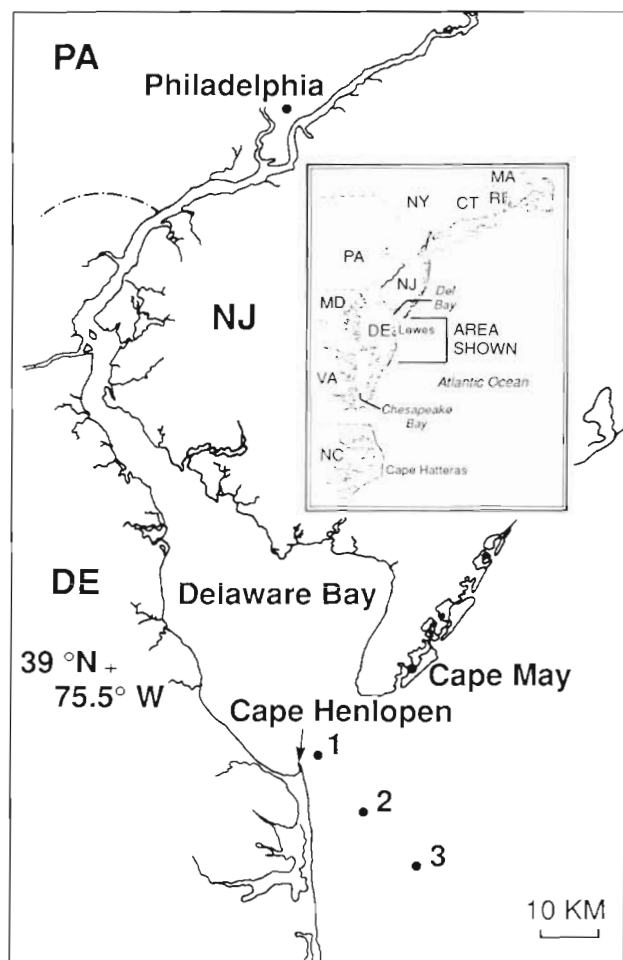 PA
Philadelphia
MA
NY
CT
RI
PA
NJ
Del
Bay
MD
DE
Lewes
AREA
SHOWN
VA
Atlantic Ocean
Chesapeake
Bay
NC
Cape Hatteras
NJ
DE
Delaware Bay
39 °N +
75.5° W
Cape May
Cape Henlopen
1
2
3
10 KM